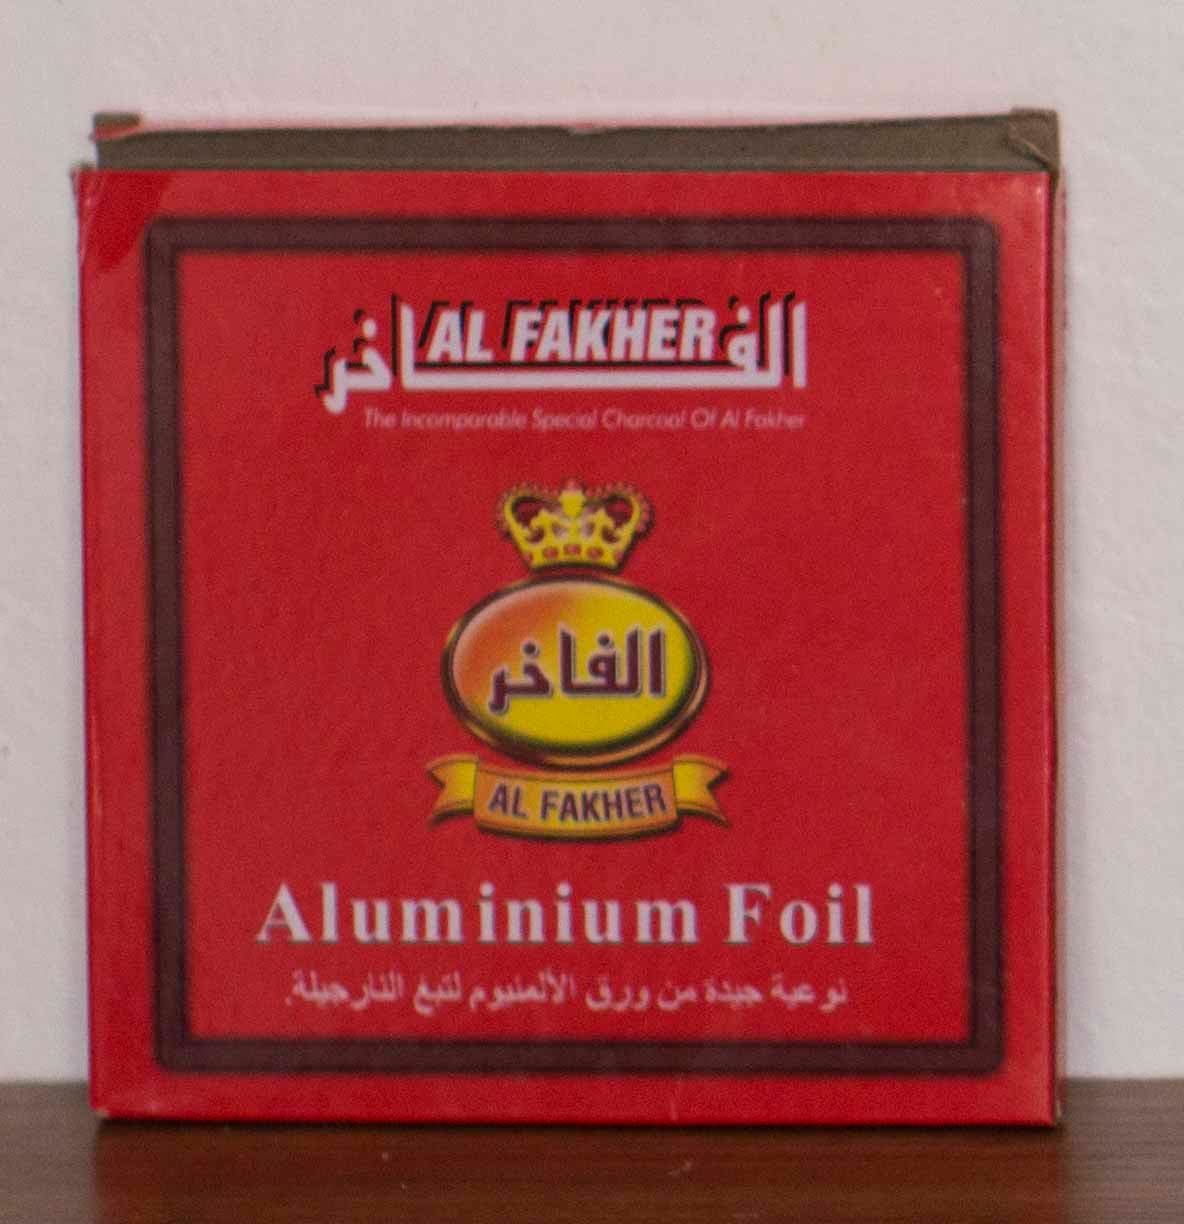 الفاخر
AL FAKHER
The Incomparable Special Charcoal Of Al Fakher
الفاخر
AL FAKHER
Aluminium Foil
نوعية جيدة من ورق الألمنيوم لتبغ النارجيلة.